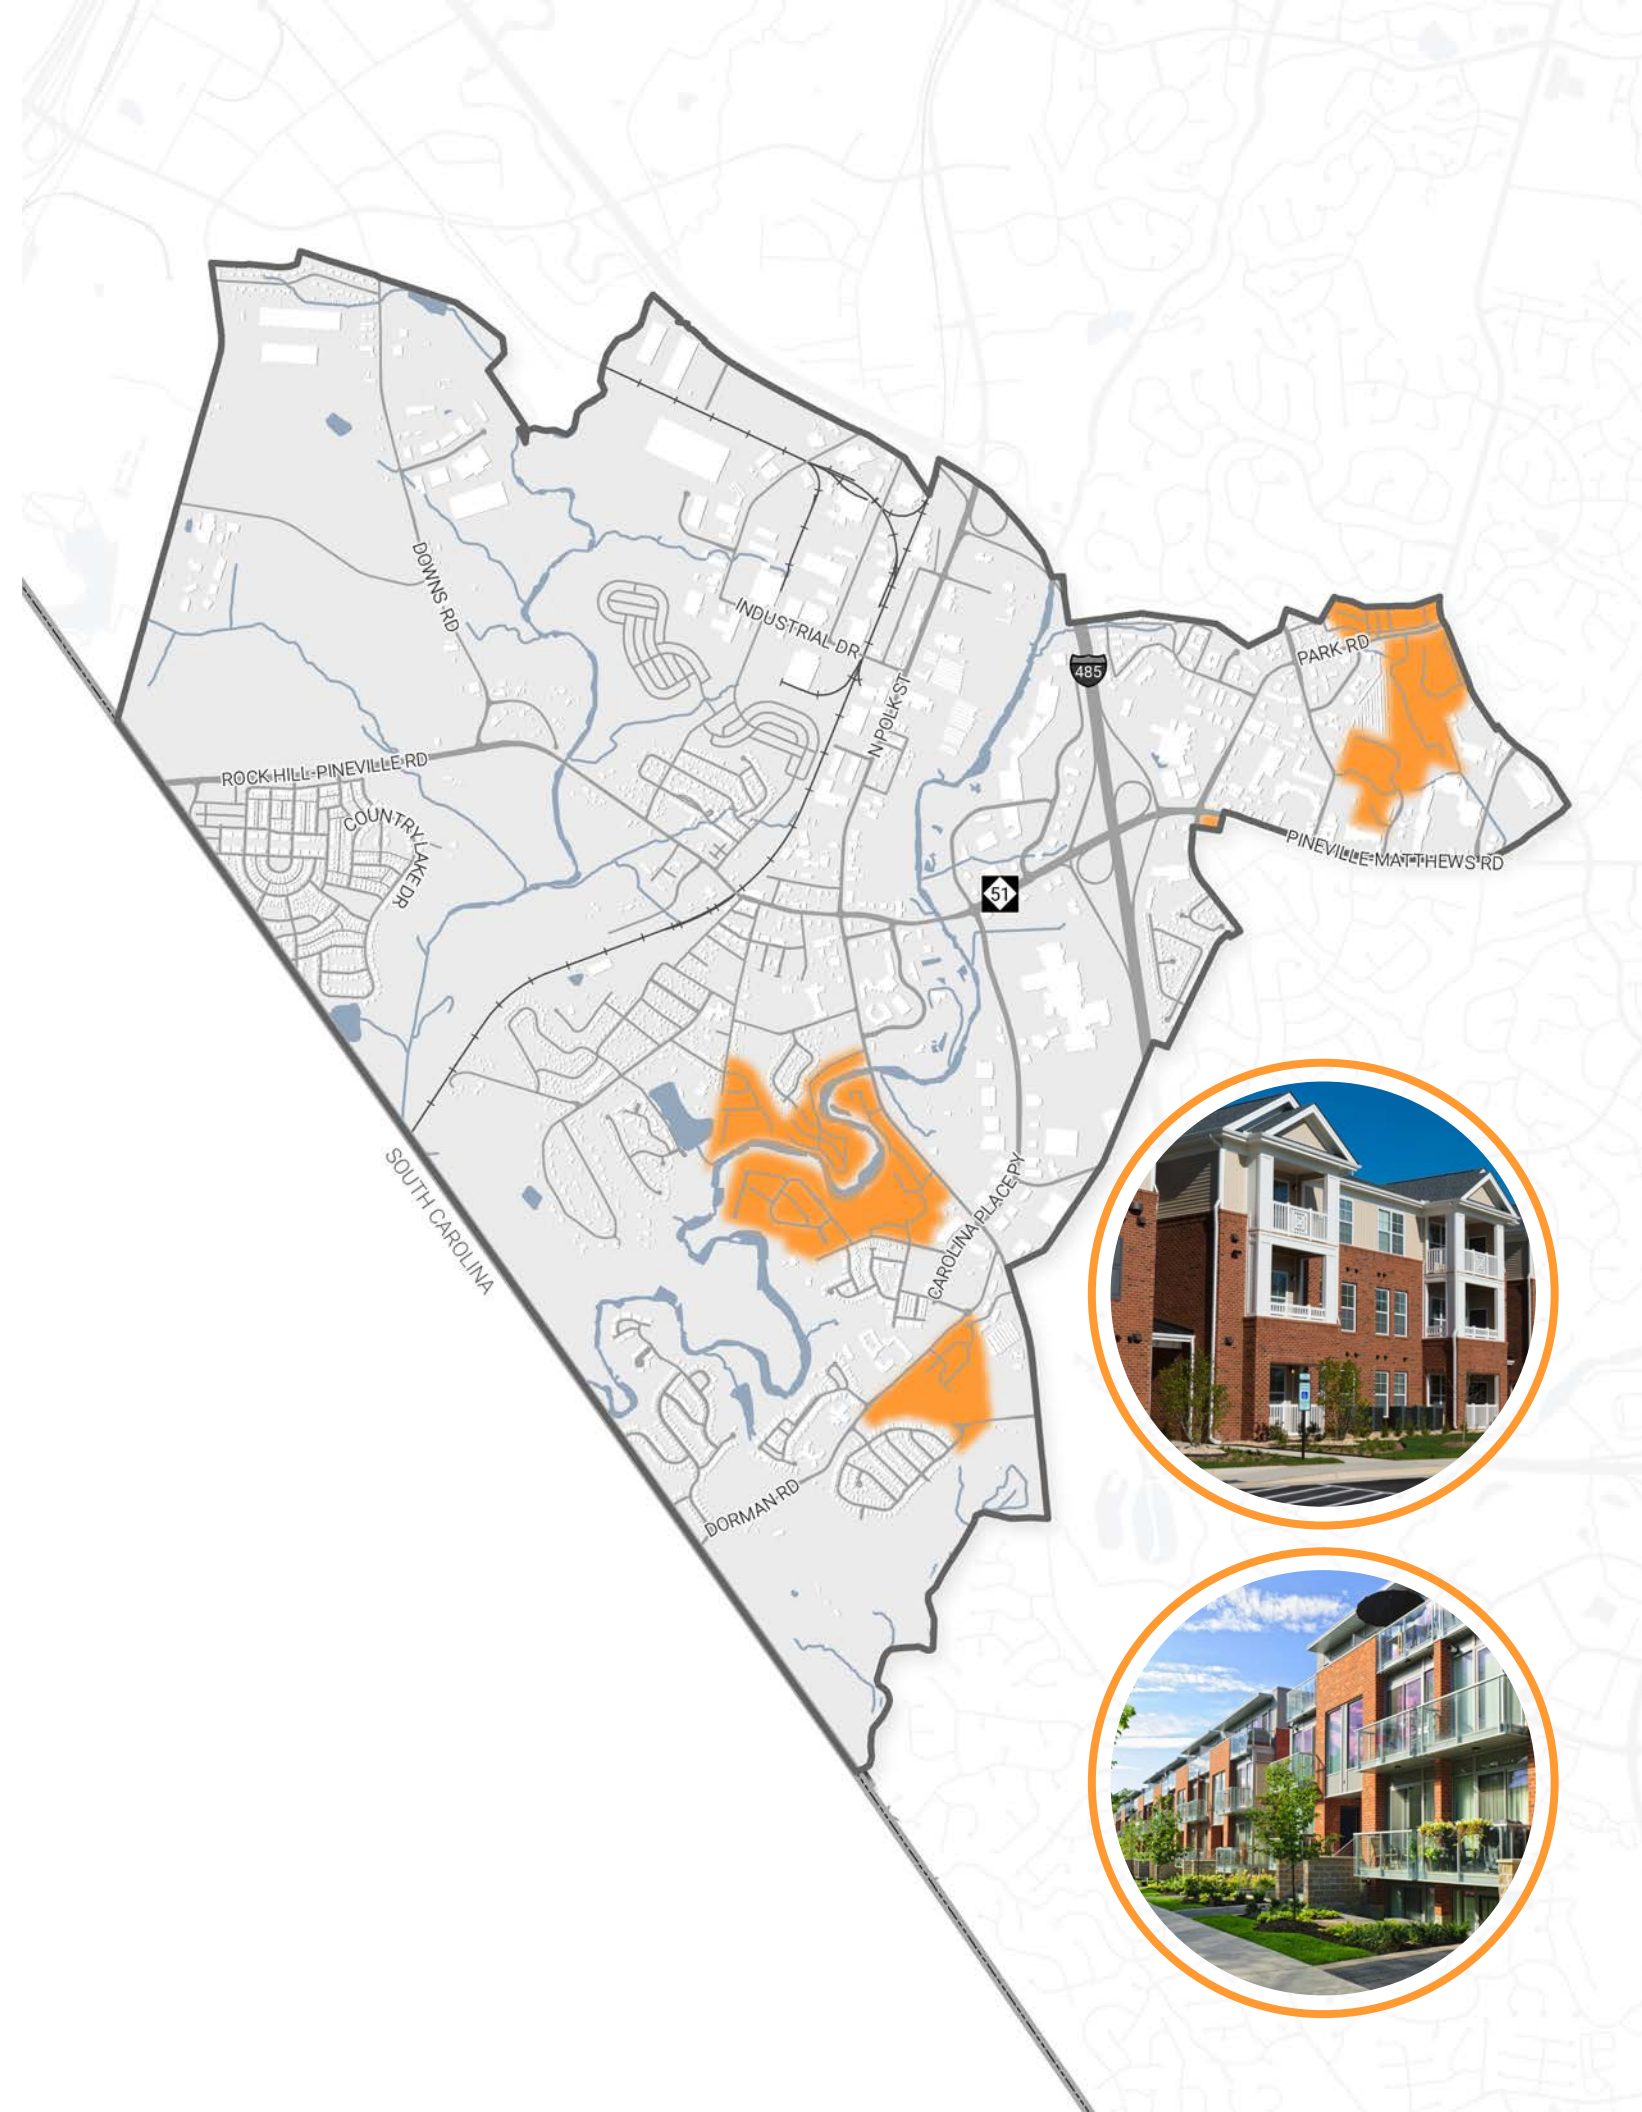 DOWNS RD
INDUSTRIAL DR
PARK RD
485
N POLK ST
ROCK HILL-PINEVILLE RD
COUNTRY LAKE DR
PINEVILLE-MATTHEWS RD
51
SOUTH CAROLINA
CAROLINA PLACE PY
DORMAN RD